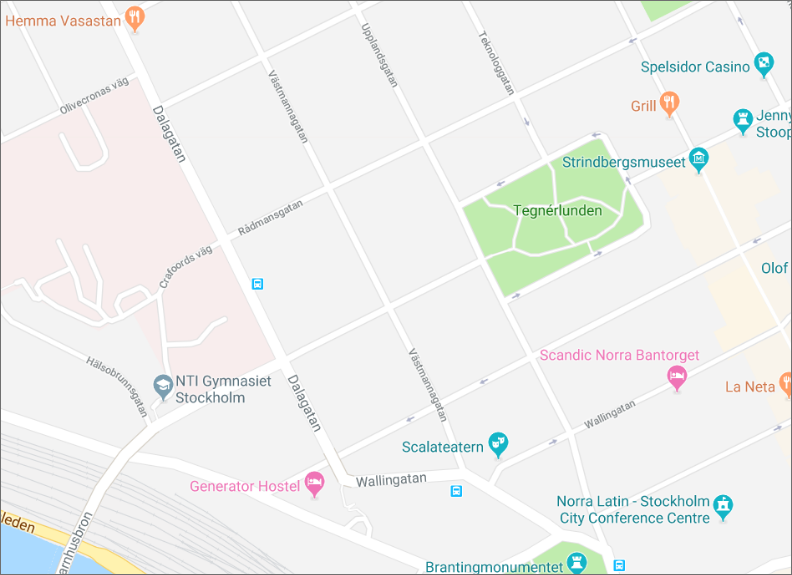 Hemma Vasastan
Upplandsgatan
Teknologgatan
Spelsidor Casino
Olivecronas väg
Västmannagatan
Grill
Dalagatan
Jenny
Stoop
Strindbergsmuseet
Tegnérlunden
Rådmansgatan
Crafoords väg
Olof
Hälsobrunnsgatan
Västmannagatan
Scandic Norra Bantorget
NTI Gymnasiet
Stockholm
Dalagatan
La Neta
Wallingatan
Scalateatern
Generator Hostel
Wallingatan
Norra Latin - Stockholm
City Conference Centre
leden
arnhusbron
Brantingmonumentet